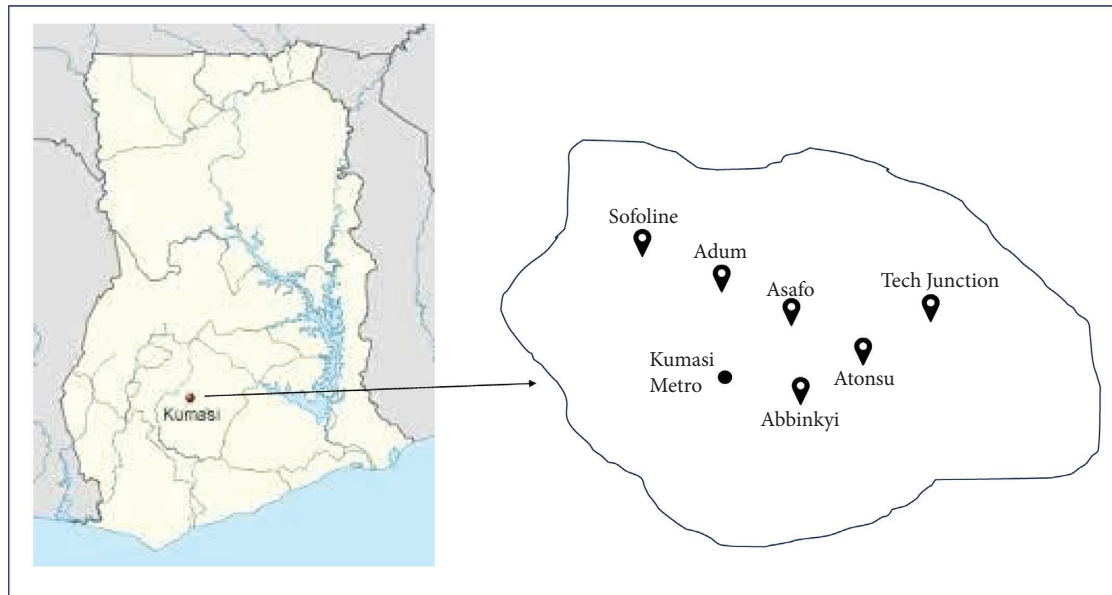 Kumasi
Sofoline
Adum
Asafo
Tech Junction
Kumasi
Metro
Atonsu
Abbinkyi